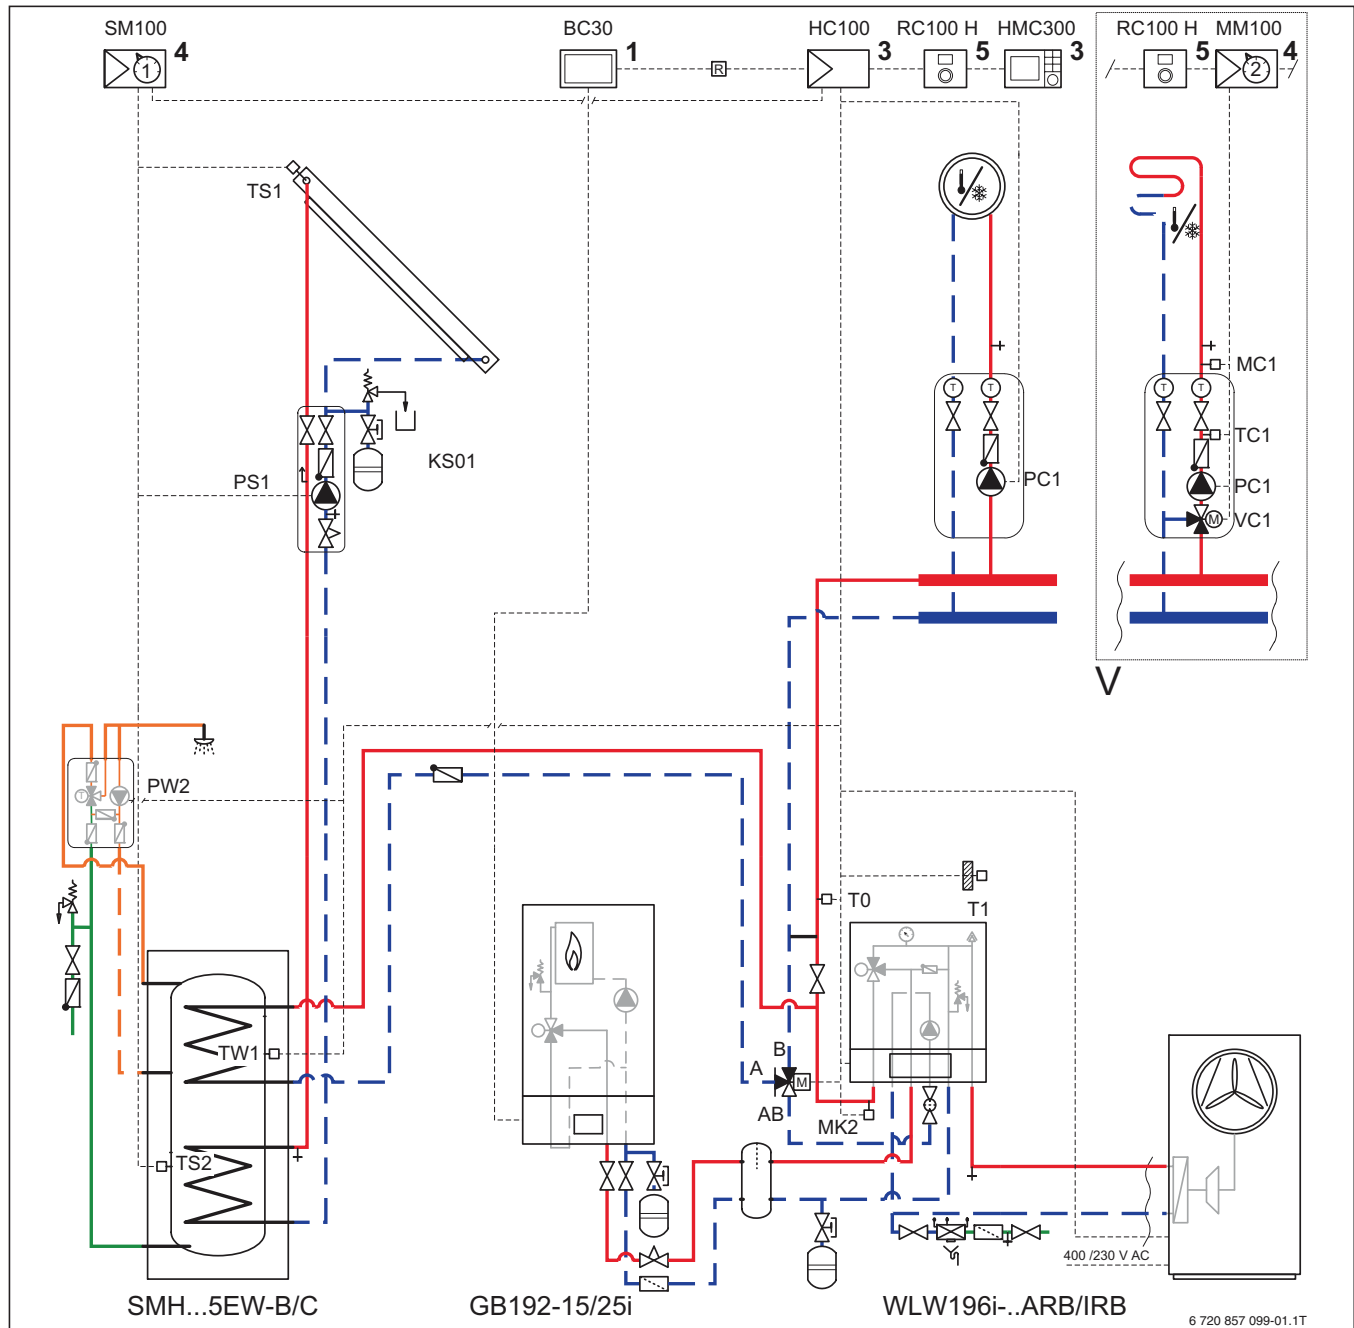 SM100 BC30 HC100 RC100 H HMC300 RC100 H MM100
4 1 3 5 3 5 4
1 R 2
TS1
MC1
T T T T
KS01 TC1
PS1 PC1 PC1
M VC1
V
PW2
T
T0
T1
TW1 B
A M
AB
MK2
TS2
400 /230 V AC
SMH...5EW-B/C GB192-15/25i WLW196i-..ARB/IRB
6 720 857 099-01.1T